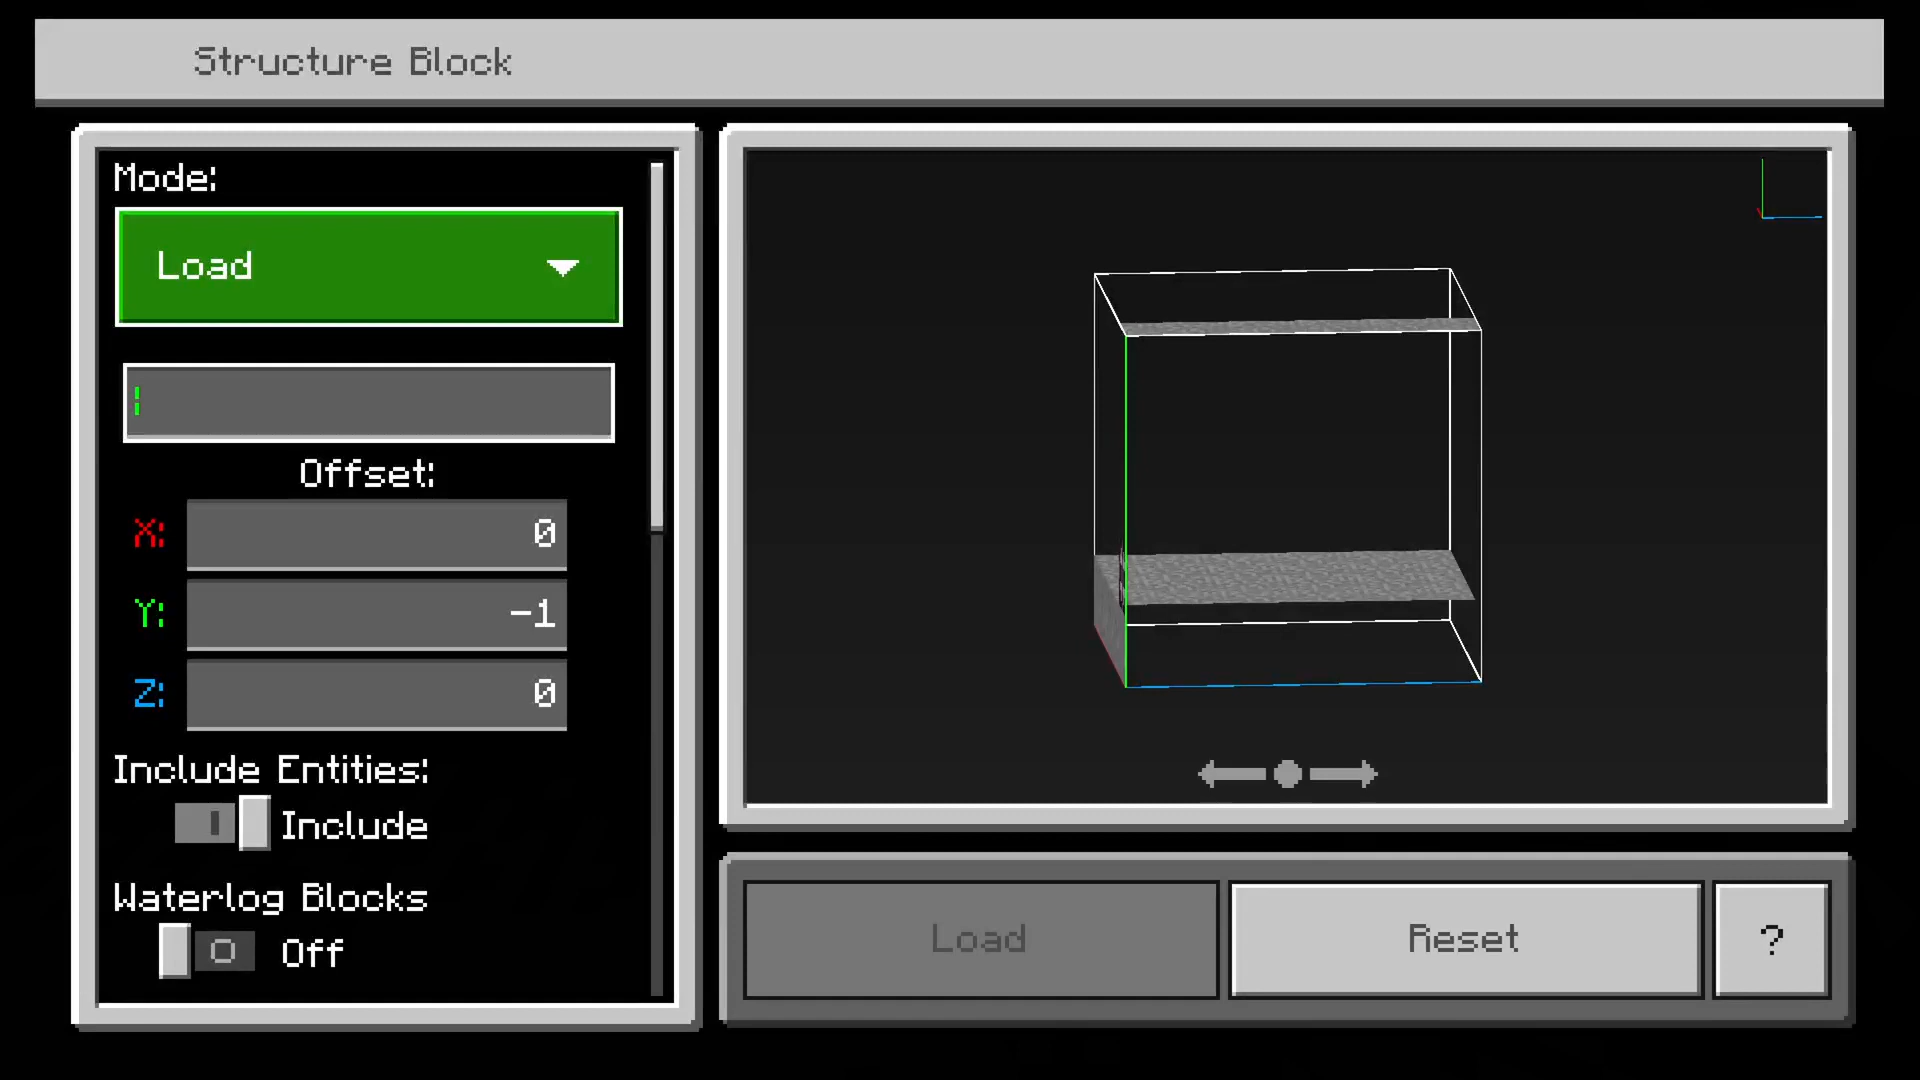 Structure Block
Mode:
Load
Offset:
X: 0
Y: -1
Z: 0
Include Entities:
Include
Waterlog Blocks
Off
Load
Reset
?